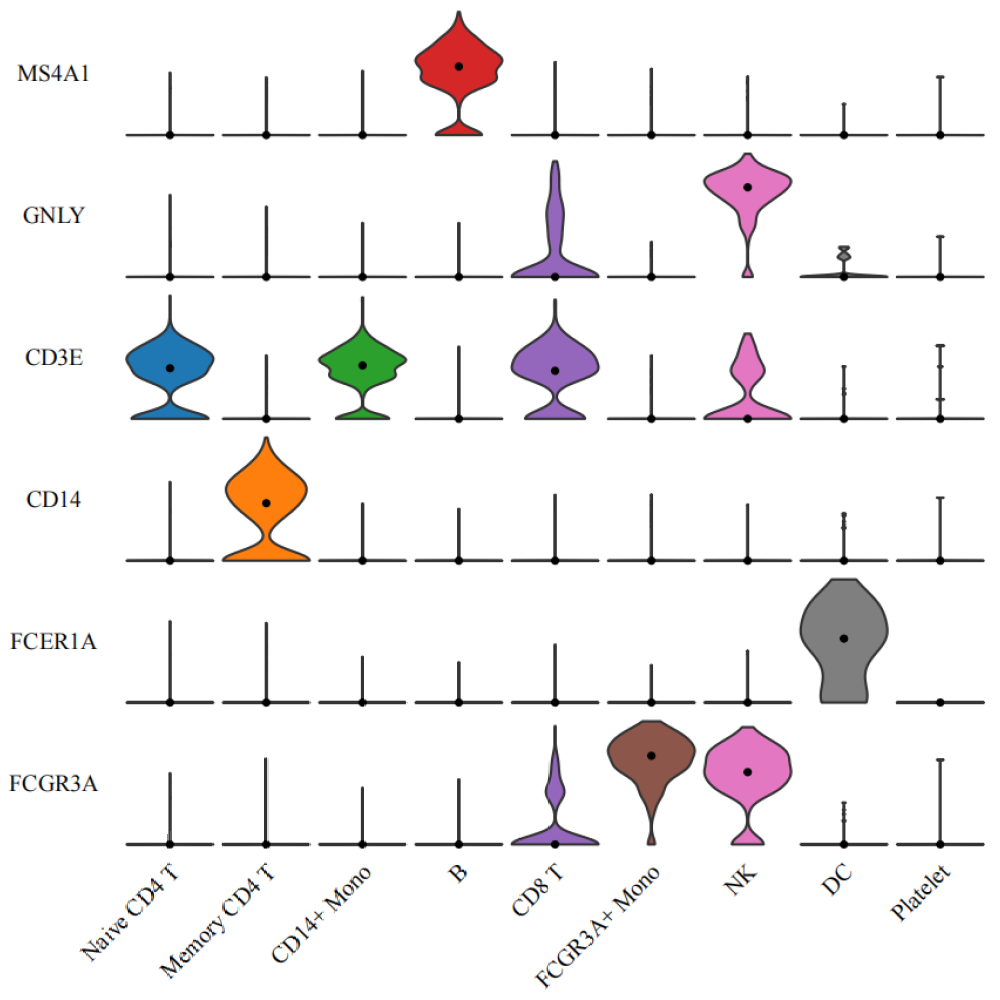 MS4A1
GNLY
CD3E
CD14
FCER1A
FCGR3A
Naive CD4 T
Memory CD4 T
CD14+ Mono
B
CD8 T
FCGR3A+ Mono
NK
DC
Platelet